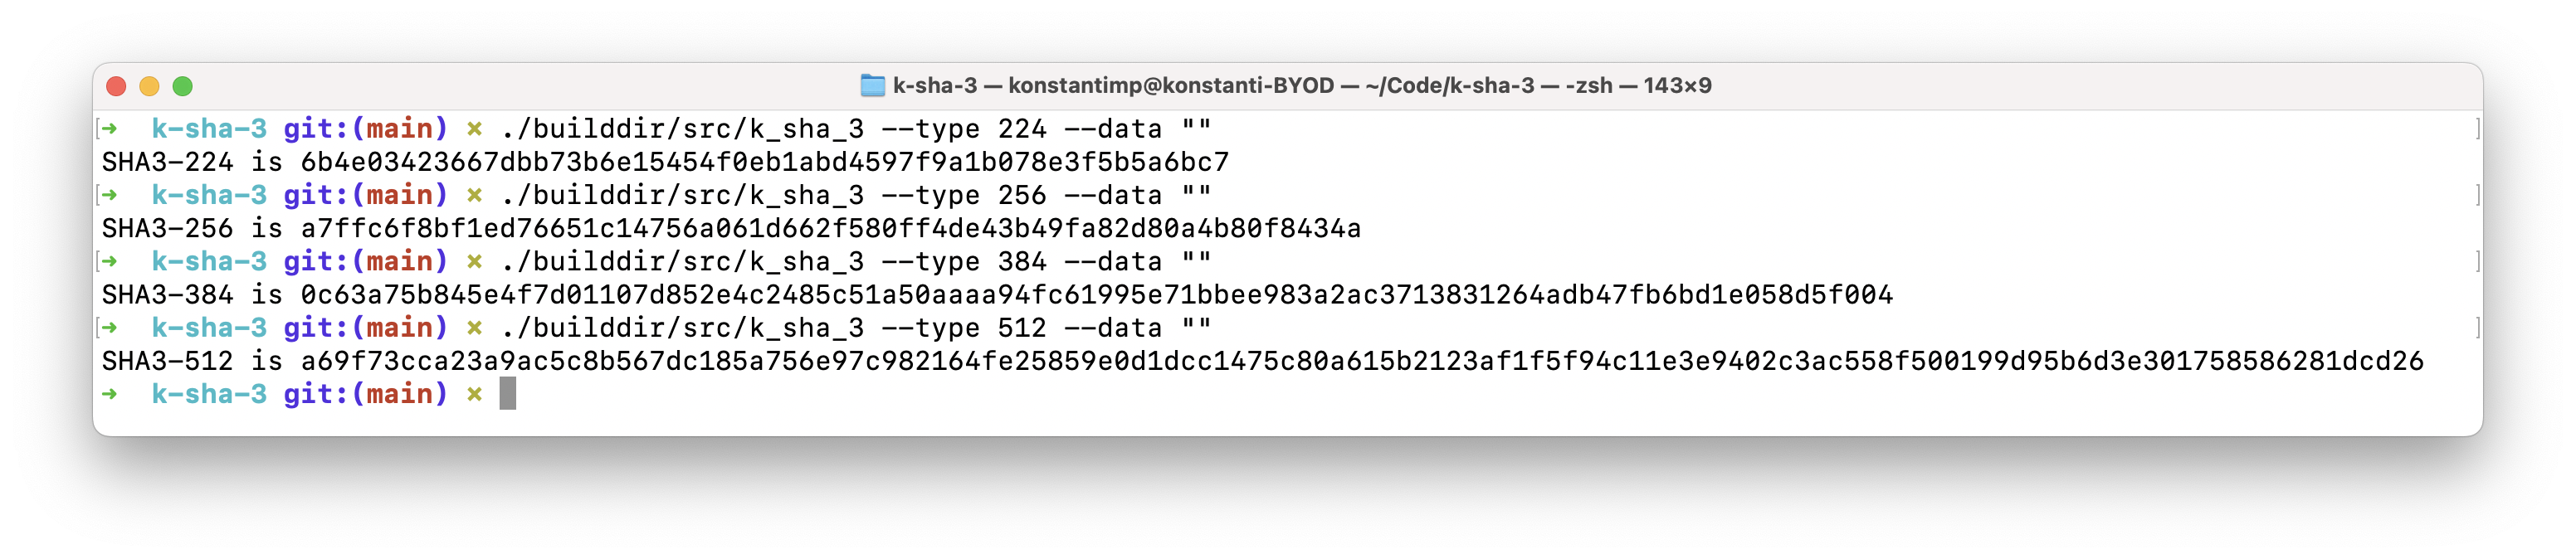 k-sha-3 — konstantimp@konstanti-BYOD — ~/Code/k-sha-3 — -zsh — 143×9
[➜  k-sha-3 git:(main) × ./builddir/src/k_sha_3 --type 224 --data "" ]
SHA3-224 is 6b4e03423667dbb73b6e15454f0eb1abd4597f9a1b078e3f5b5a6bc7
[➜  k-sha-3 git:(main) × ./builddir/src/k_sha_3 --type 256 --data "" ]
SHA3-256 is a7ffc6f8bf1ed76651c14756a061d662f580ff4de43b49fa82d80a4b80f8434a
[➜  k-sha-3 git:(main) × ./builddir/src/k_sha_3 --type 384 --data "" ]
SHA3-384 is 0c63a75b845e4f7d01107d852e4c2485c51a50aaaa94fc61995e71bbee983a2ac3713831264adb47fb6bd1e058d5f004
[➜  k-sha-3 git:(main) × ./builddir/src/k_sha_3 --type 512 --data "" ]
SHA3-512 is a69f73cca23a9ac5c8b567dc185a756e97c982164fe25859e0d1dcc1475c80a615b2123af1f5f94c11e3e9402c3ac558f500199d95b6d3e301758586281dcd26
➜  k-sha-3 git:(main) ×